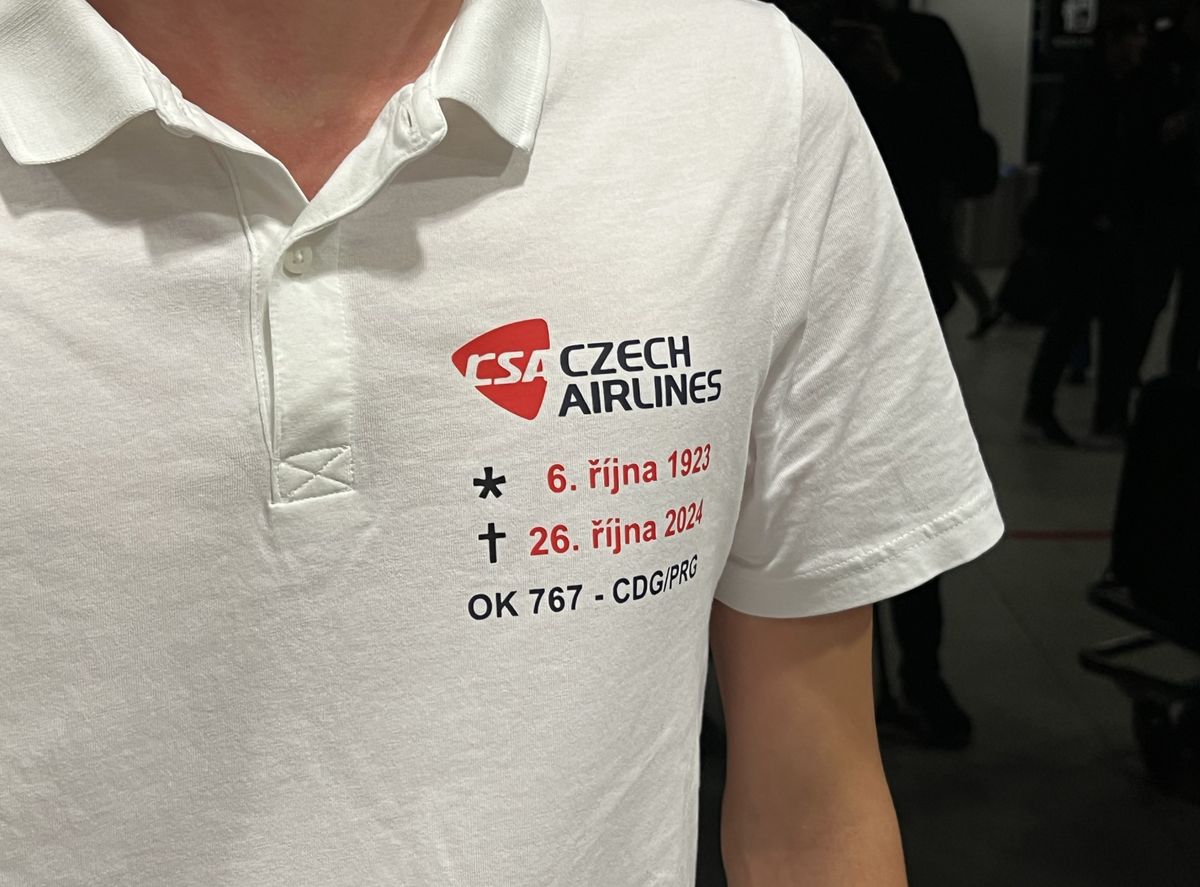 CSA CZECH
AIRLINES
* 6. října 1923
† 26. října 2024
OK 767 - CDG/PRG